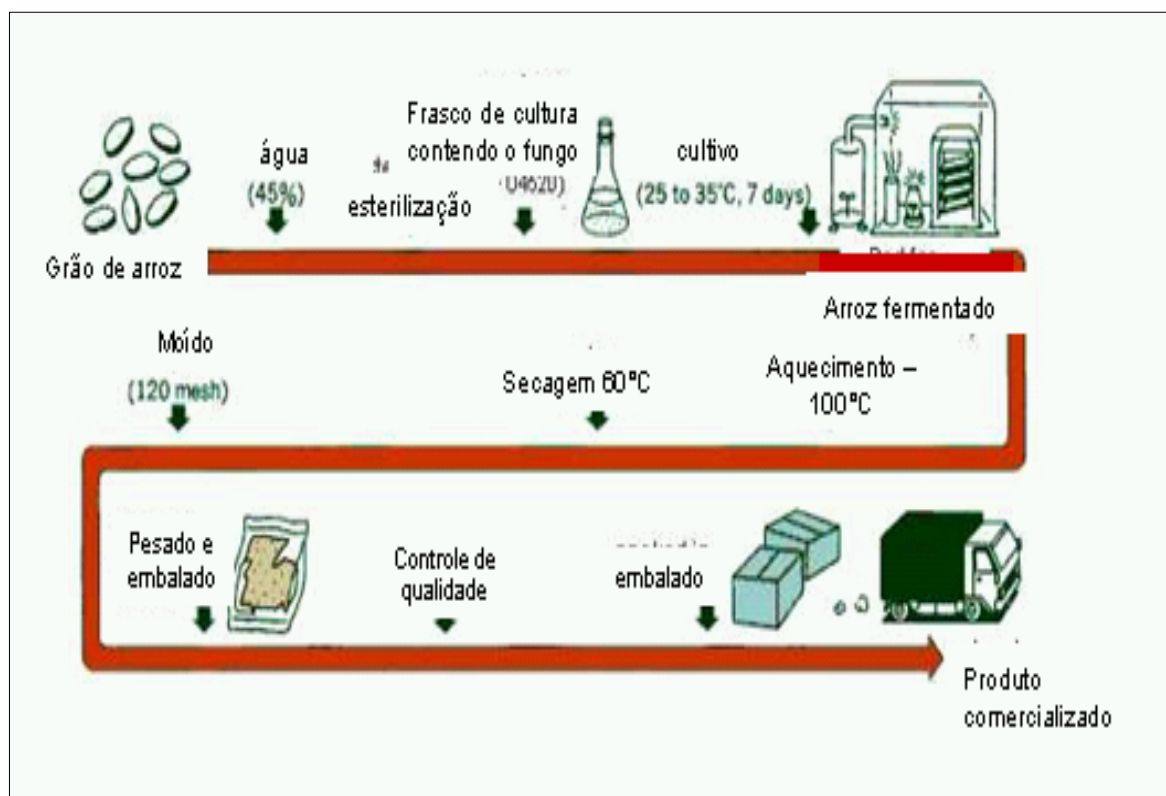 Frasco de cultura
água
contendo o fungo
cultivo
(45%)
esterilização
(25 to 35°C, 7 days)
Grão de arroz
Arroz fermentado
Moído
(120 mesh)
Secagem 60°C
Aquecimento –
100°C
Pesado e
embalado
Controle de
qualidade
embalado
Produto
comercializado